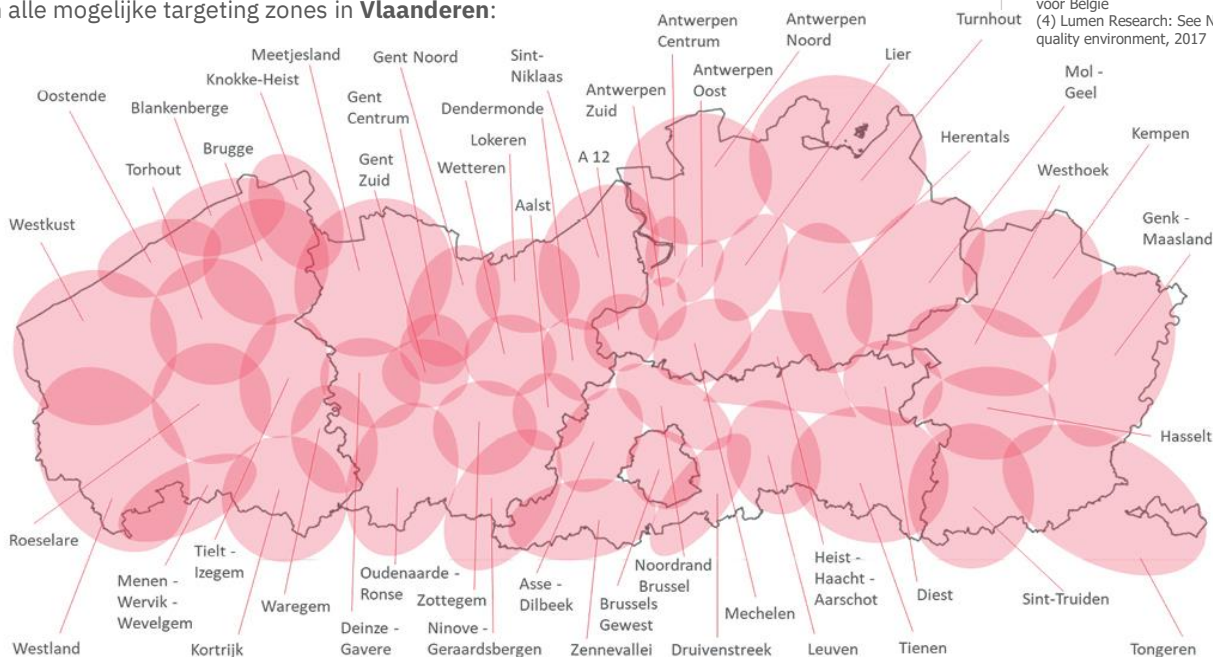 alle mogelijke targeting zones in Vlaanderen:
voor België
(4) Lumen Research: See N
quality environment, 2017
Oostende
Blankenberge
Knokke-Heist
Meetjesland
Gent Noord
Sint-
Niklaas
Antwerpen
Centrum
Antwerpen
Noord
Turnhout
Lier
Mol -
Geel
Kempen
Torhout
Brugge
Gent
Centrum
Gent
Zuid
Dendermonde
Lokeren
Wetteren
Aalst
A 12
Antwerpen
Zuid
Antwerpen
Oost
Herentals
Westhoek
Genk -
Maasland
Westkust
Hasselt
Roeselare
Menen -
Wervik -
Wevelgem
Tielt -
Izegem
Waregem
Oudenaarde -
Ronse
Zottegem
Asse -
Dilbeek
Noordrand
Brussel
Brussels
Gewest
Mechelen
Heist -
Haacht -
Aarschot
Diest
Sint-Truiden
Westland
Kortrijk
Deinze -
Gavere
Ninove -
Geraardsbergen
Zennevallei
Druivenstreek
Leuven
Tienen
Tongeren